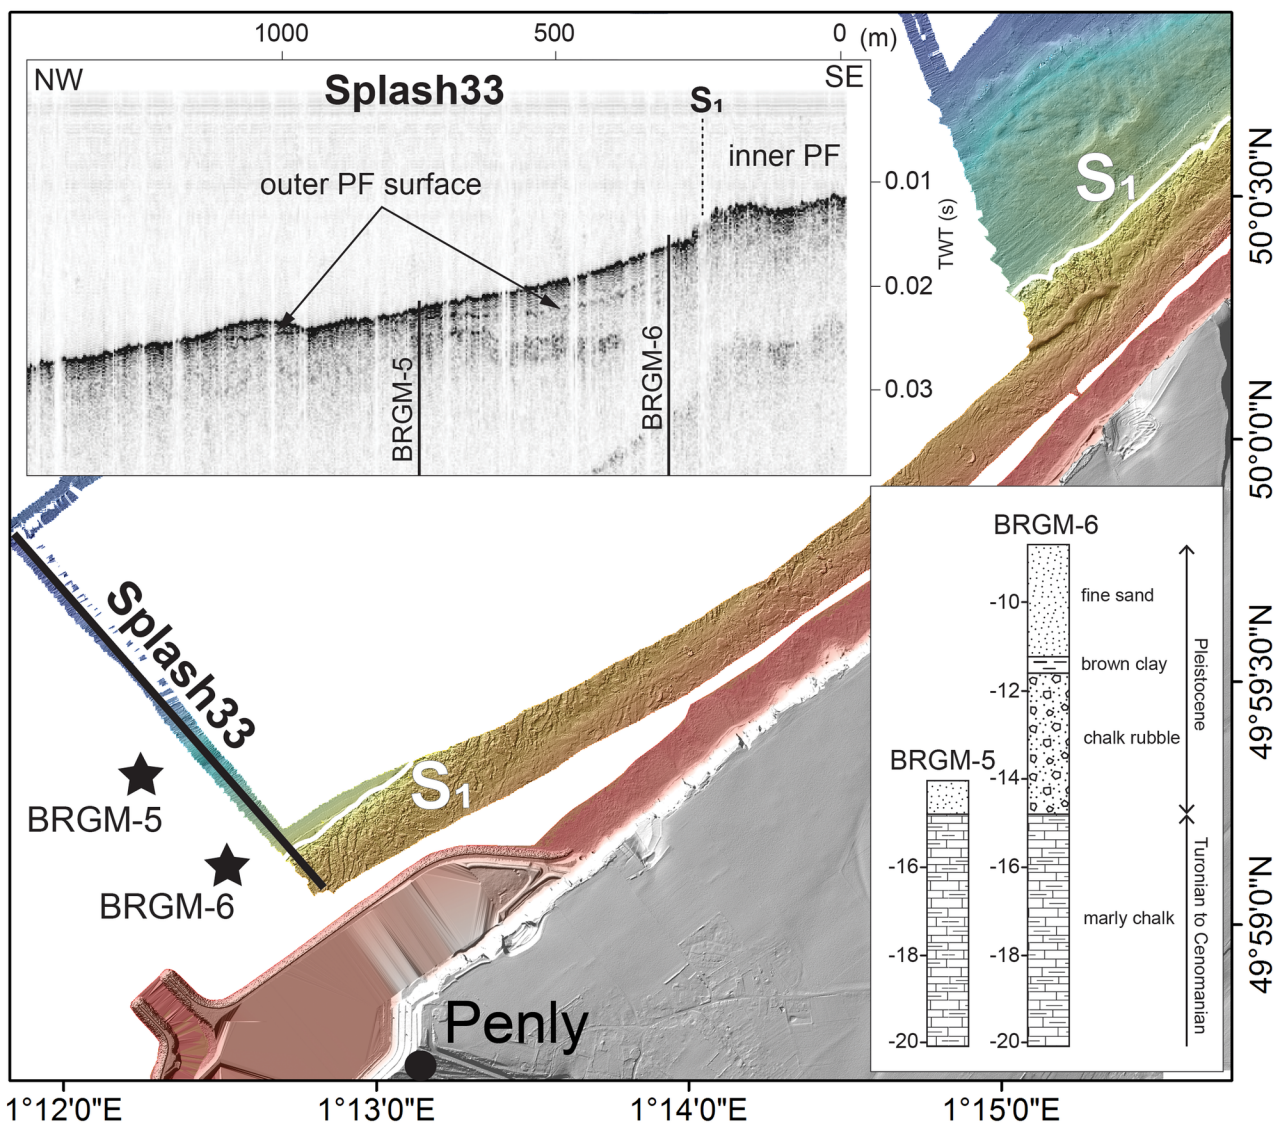 1000 500 0 (m)
NW Splash33 SE
S₁
inner PF
outer PF surface
0.01
TWT (s)
0.02
0.03
BRGM-5
BRGM-6
S₁
50°0'30"N
50°0'0"N
49°59'30"N
49°59'0"N
Splash33
S₁
BRGM-5
BRGM-6
Penly
BRGM-6
-10
fine sand
brown clay
-12
chalk rubble
-14
Pleistocene
BRGM-5
-16 -16
marly chalk
-18 -18
-20 -20
Turonian to Cenomanian
1°12'0"E 1°13'0"E 1°14'0"E 1°15'0"E